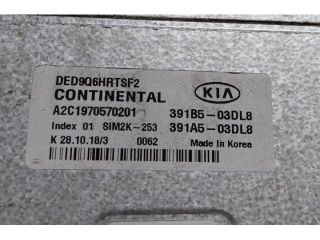 DED9Q6HRTSF2
CONTINENTAL KIA
A2C1970570201 391B5-03DL8
Index 01 SIM2K-253 391A5-03DL8
K 28.10.18/3 0062 Made in Korea